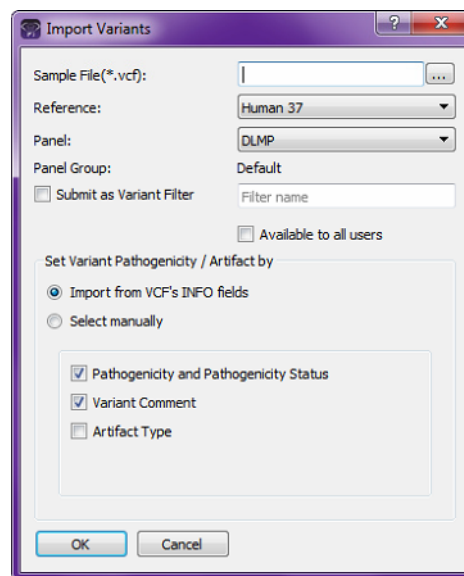 Import Variants
?
X
Sample File(*.vcf):
...
Reference: Human 37
Panel: DLMP
Panel Group: Default
Submit as Variant Filter Filter name
Available to all users
Set Variant Pathogenicity / Artifact by
Import from VCF's INFO fields
Select manually
Pathogenicity and Pathogenicity Status
Variant Comment
Artifact Type
OK Cancel